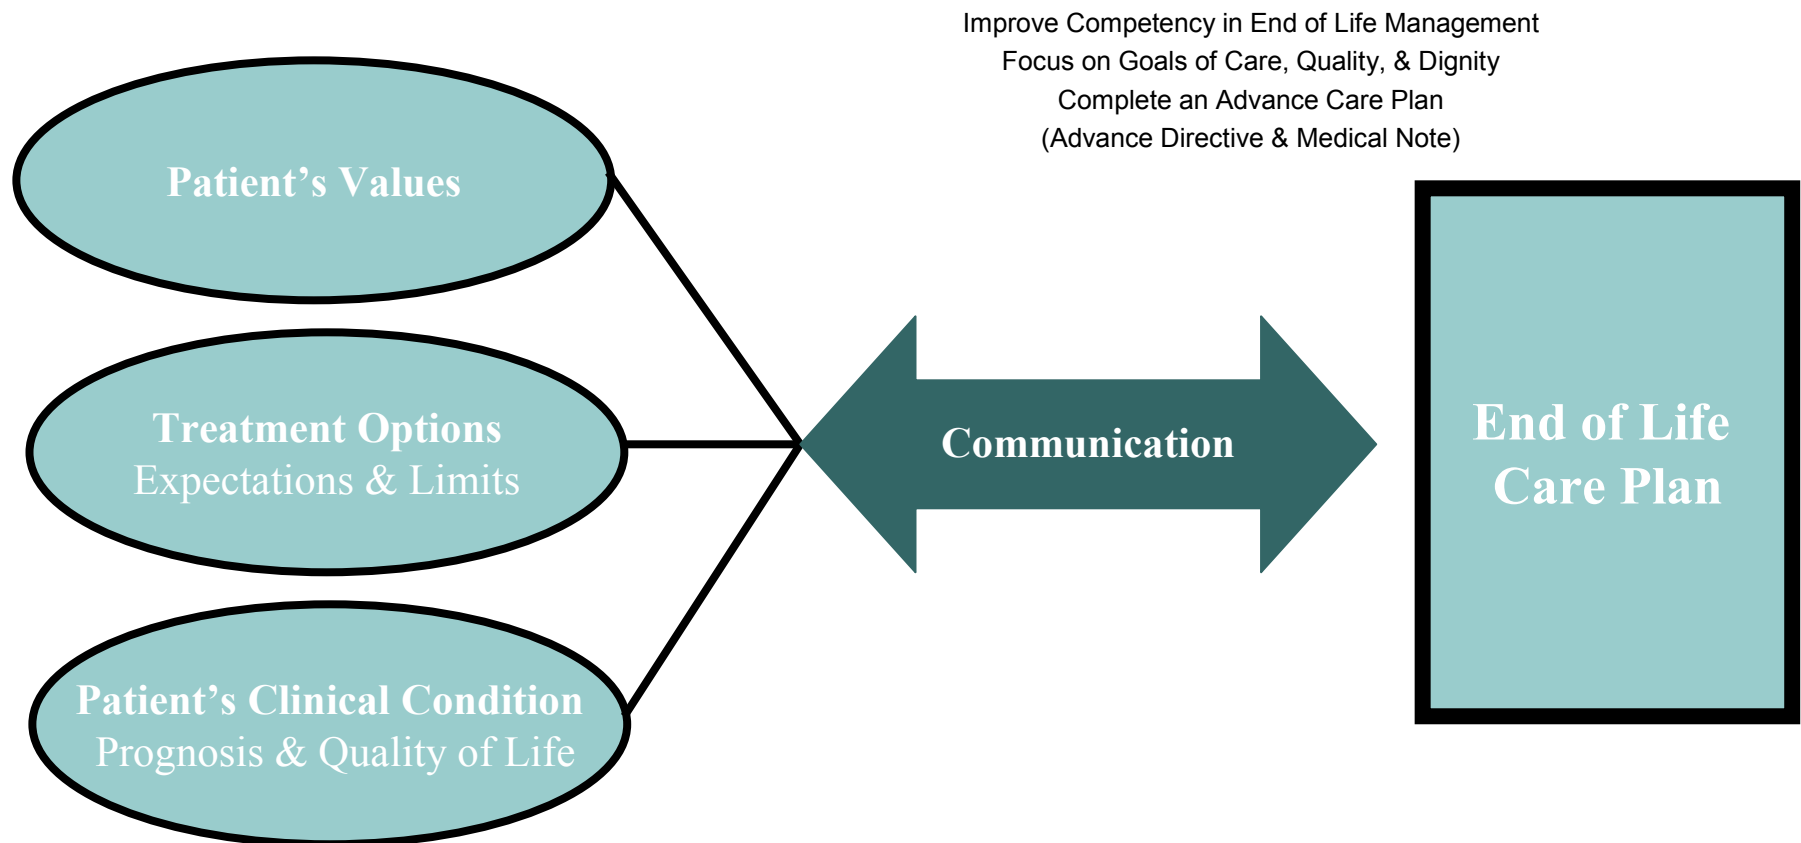 Improve Competency in End of Life Management
Focus on Goals of Care, Quality, & Dignity
Complete an Advance Care Plan
(Advance Directive & Medical Note)
Patient’s Values
Treatment Options
Expectations & Limits
Patient’s Clinical Condition
Prognosis & Quality of Life
Communication
End of Life
Care Plan